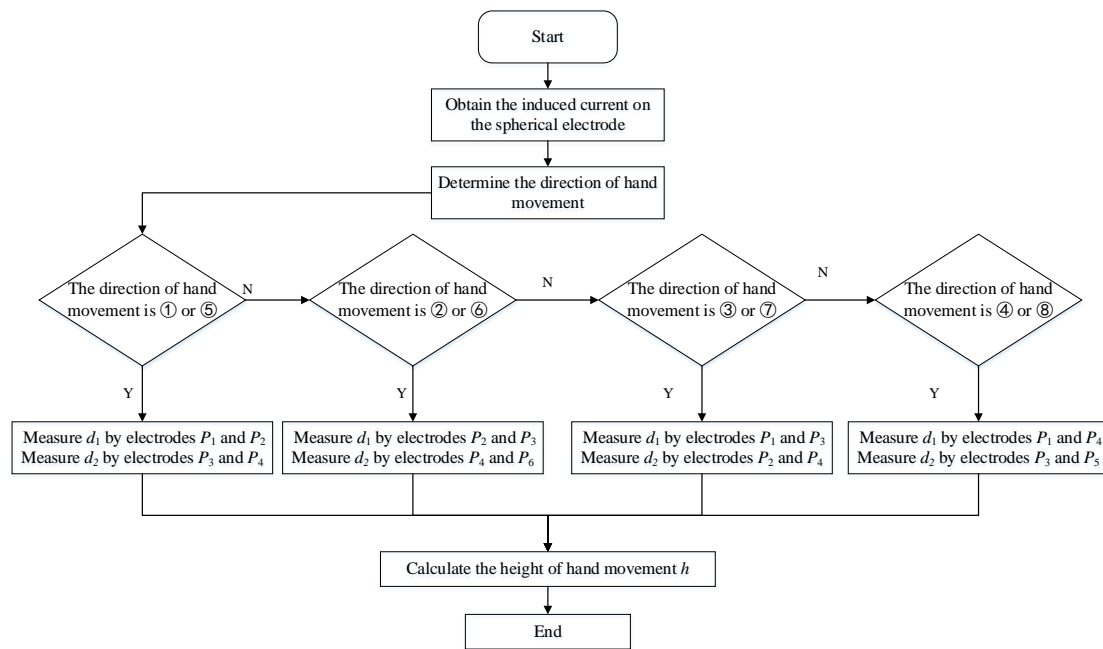 Start
Obtain the induced current on
the spherical electrode
Determine the direction of hand
movement
The direction of hand
movement is ① or ⑤
N
The direction of hand
movement is ② or ⑥
N
The direction of hand
movement is ③ or ⑦
N
The direction of hand
movement is ④ or ⑧
Y
Y
Y
Y
Measure d₁ by electrodes P₁ and P₂
Measure d₂ by electrodes P₃ and P₄
Measure d₁ by electrodes P₂ and P₃
Measure d₂ by electrodes P₄ and P₆
Measure d₁ by electrodes P₁ and P₃
Measure d₂ by electrodes P₂ and P₄
Measure d₁ by electrodes P₁ and P₄
Measure d₂ by electrodes P₃ and P₅
Calculate the height of hand movement h
End